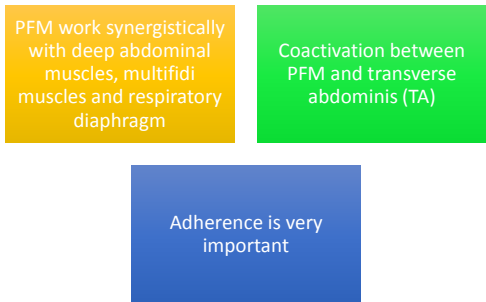 PFM work synergistically
with deep abdominal
muscles, multifidi
muscles and respiratory
diaphragm
Coactivation between
PFM and transverse
abdominis (TA)
Adherence is very
important